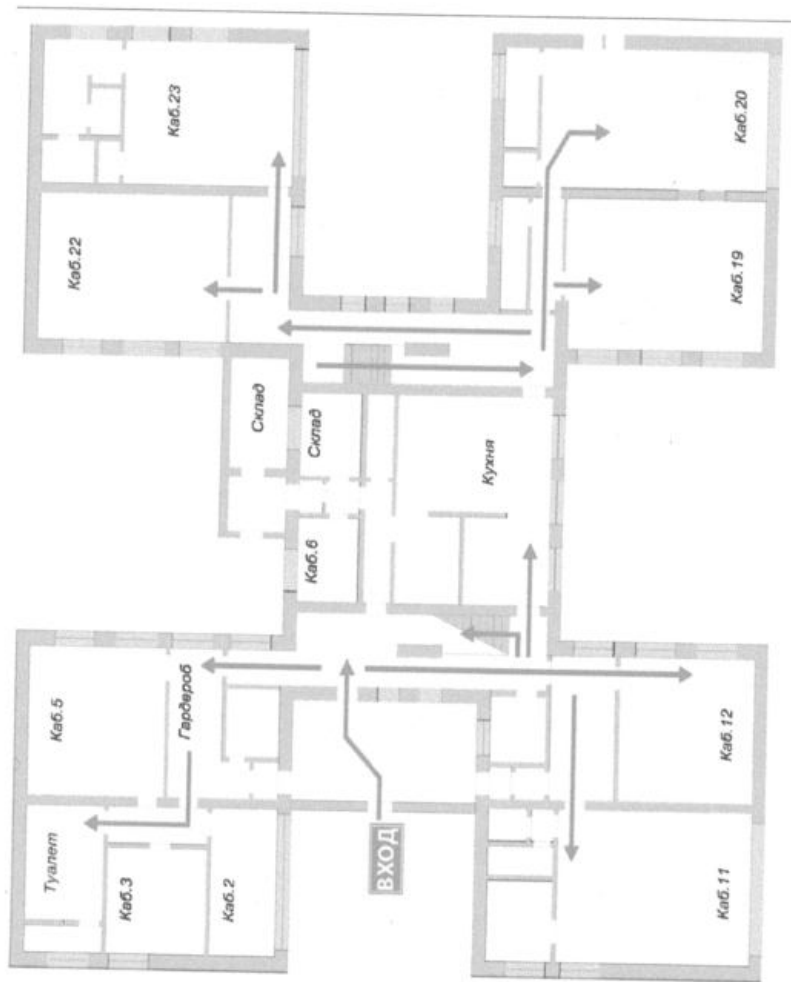 Каб.23
Каб.20
Каб.22
Каб.19
Склад
Склад
Кухня
Каб.6
Каб.5
Гардероб
Каб.12
Туалет
Каб.3
Каб.2
ВХОД
Каб.11